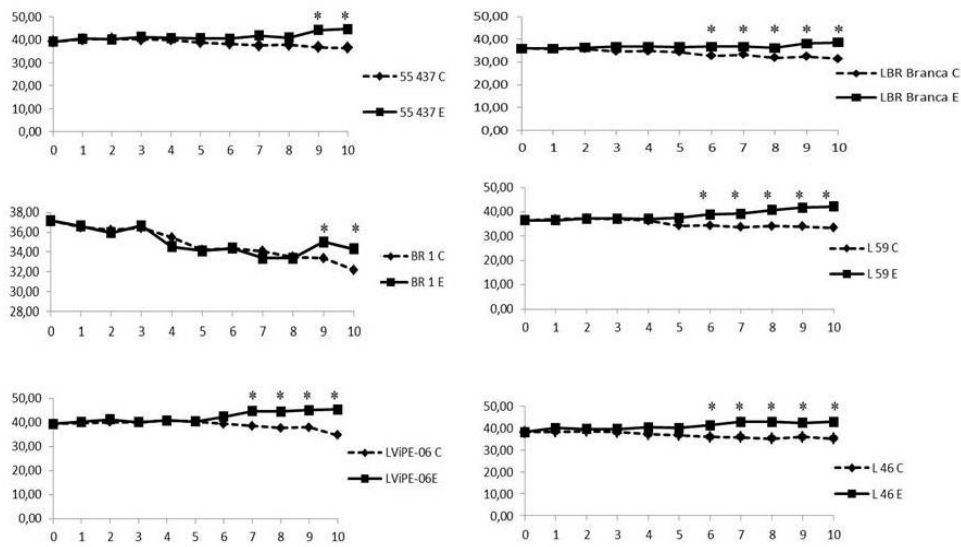 50,00
40,00
30,00
20,00
10,00
0,00
* *
55 437 C
55 437 E
0 1 2 3 4 5 6 7 8 9 10
50,00
40,00
30,00
20,00
10,00
0,00
* * * * *
LBR Branca C
LBR Branca E
0 1 2 3 4 5 6 7 8 9 10
38,00
36,00
34,00
32,00
30,00
28,00
* *
BR 1 C
BR 1 E
0 1 2 3 4 5 6 7 8 9 10
50,00
40,00
30,00
20,00
10,00
0,00
* * * * *
L 59 C
L 59 E
0 1 2 3 4 5 6 7 8 9 10
50,00
40,00
30,00
20,00
10,00
0,00
* * * *
LViPE-06 C
LViPE-06E
0 1 2 3 4 5 6 7 8 9 10
50,00
40,00
30,00
20,00
10,00
0,00
* * * * *
L 46 C
L 46 E
0 1 2 3 4 5 6 7 8 9 10